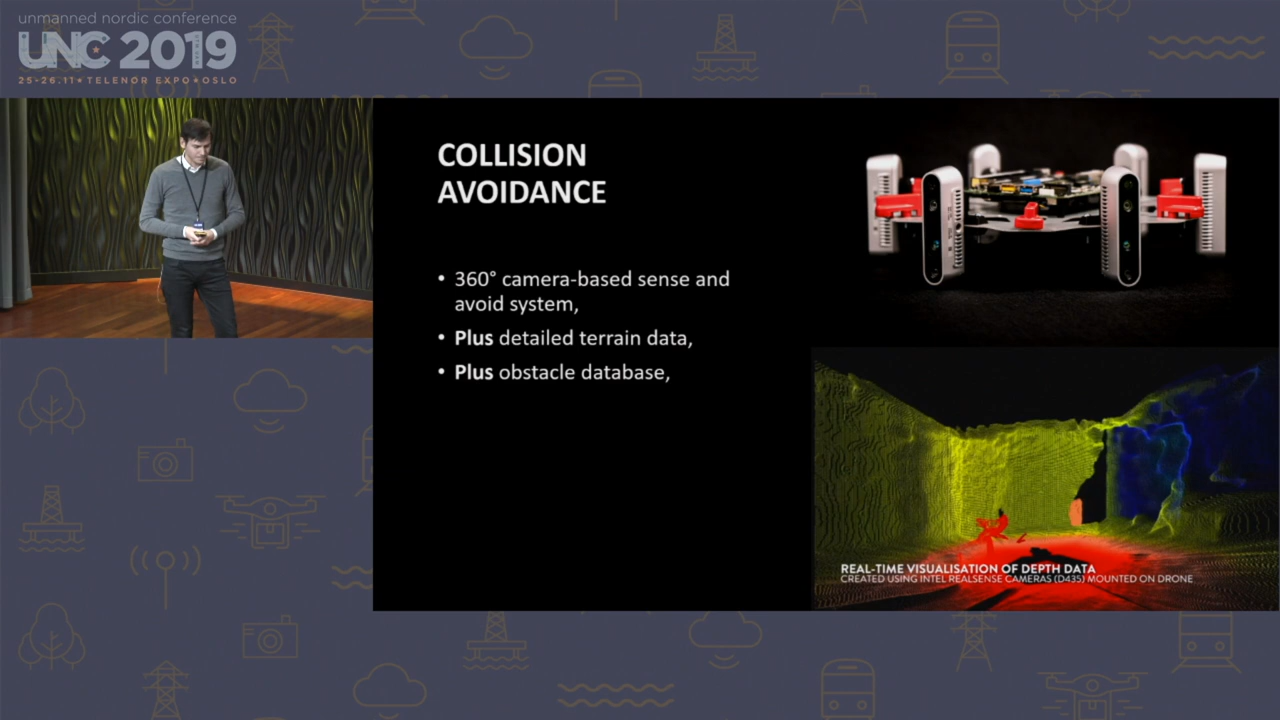 unmanned nordic conference
UNC 2019
25-26.11★TELENOR EXPO★OSLO
COLLISION
AVOIDANCE
• 360° camera-based sense and
avoid system,
• Plus detailed terrain data,
• Plus obstacle database,
REAL-TIME VISUALISATION OF DEPTH DATA
CREATED USING INTEL REALSENSE CAMERAS (D435) MOUNTED ON DRONE